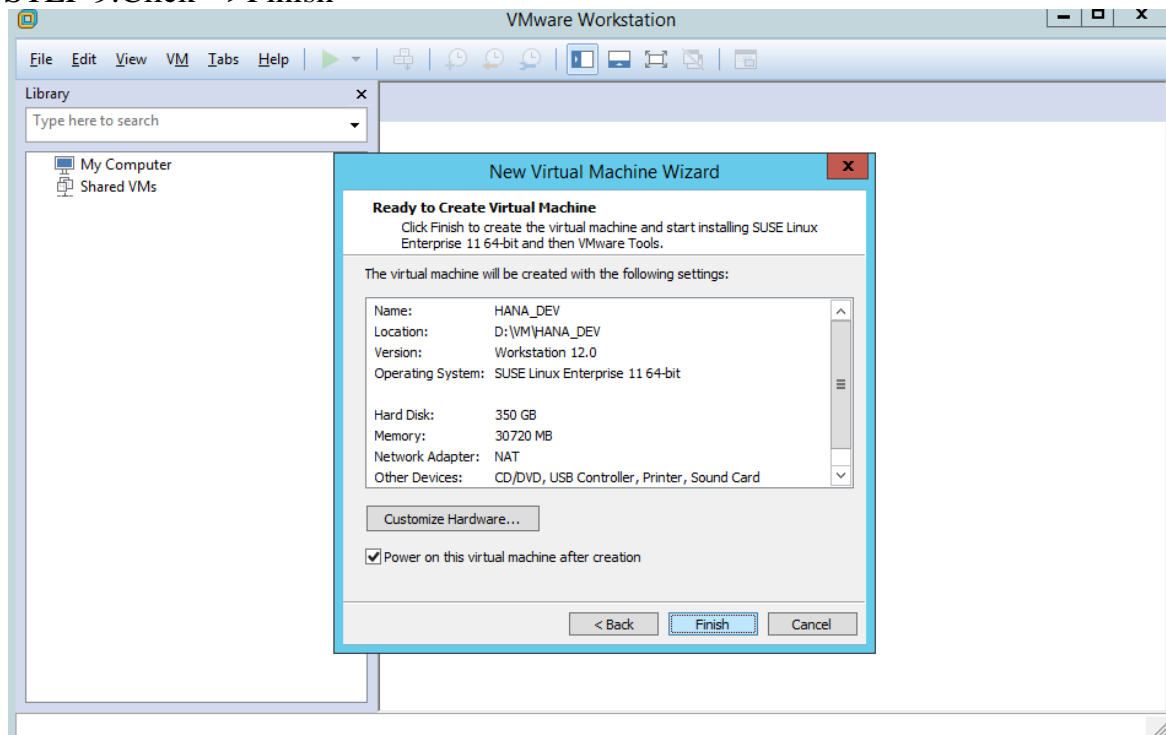 STEP 9:Click --> Finish
VMware Workstation
File Edit View VM Tabs Help
Library x
Type here to search
My Computer
Shared VMs
New Virtual Machine Wizard x
Ready to Create Virtual Machine
Click Finish to create the virtual machine and start installing SUSE Linux
Enterprise 11 64-bit and then VMware Tools.
The virtual machine will be created with the following settings:
Name: HANA_DEV
Location: D:\VM\HANA_DEV
Version: Workstation 12.0
Operating System: SUSE Linux Enterprise 11 64-bit
Hard Disk: 350 GB
Memory: 30720 MB
Network Adapter: NAT
Other Devices: CD/DVD, USB Controller, Printer, Sound Card
Customize Hardware...
Power on this virtual machine after creation
< Back Finish Cancel